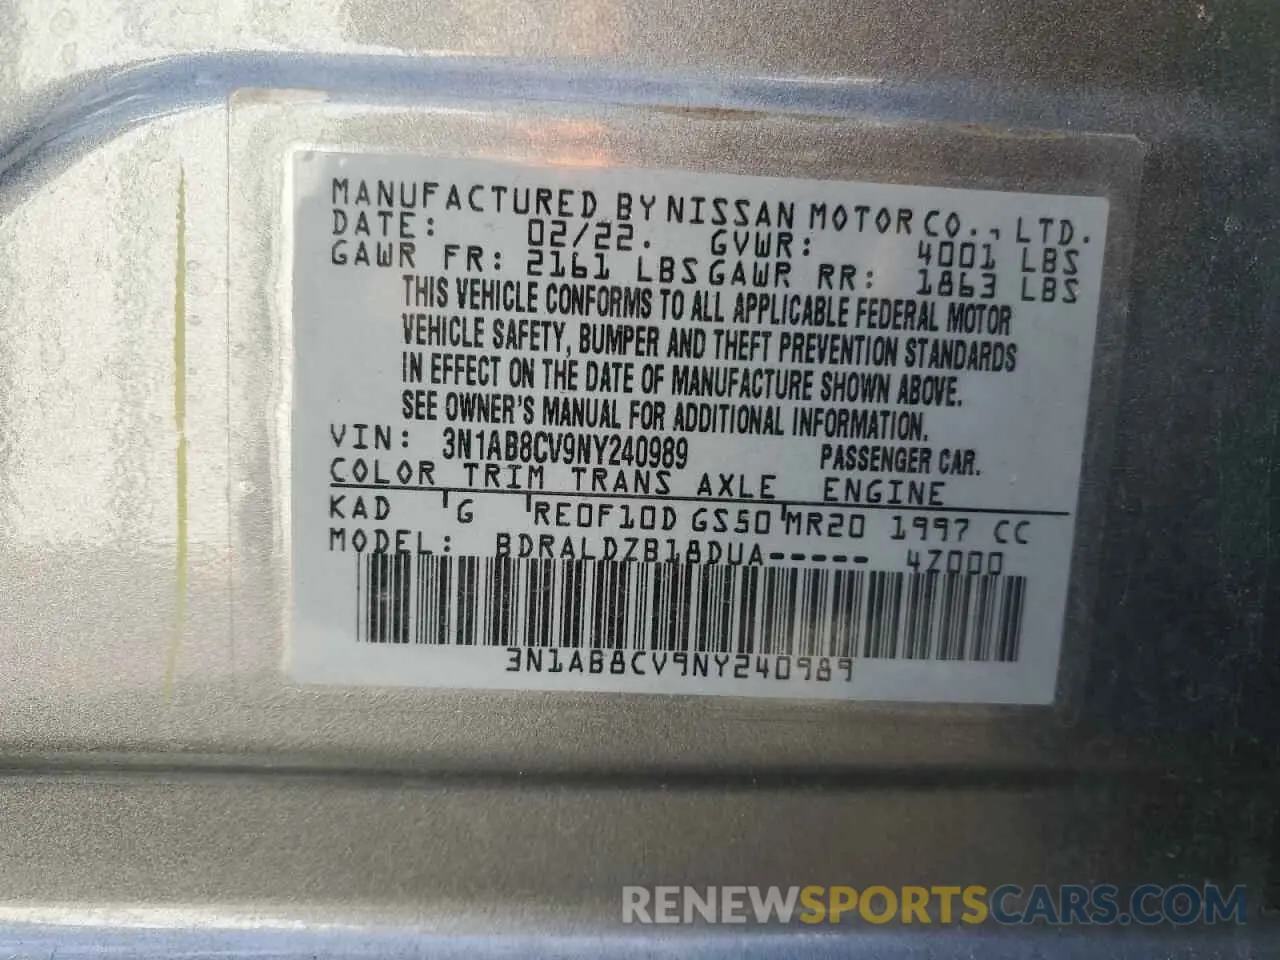 MANUFACTURED BY NISSAN MOTOR CO., LTD.
DATE: 02/22. GVWR: 4001 LBS
GAWR FR: 2161 LBS GAWR RR: 1863 LBS
THIS VEHICLE CONFORMS TO ALL APPLICABLE FEDERAL MOTOR
VEHICLE SAFETY, BUMPER AND THEFT PREVENTION STANDARDS
IN EFFECT ON THE DATE OF MANUFACTURE SHOWN ABOVE.
SEE OWNER'S MANUAL FOR ADDITIONAL INFORMATION.
VIN: 3N1AB8CV9NY240989 PASSENGER CAR.
COLOR TRIM TRANS AXLE ENGINE
KAD G RE0F10D GS50 MR20 1997 CC
MODEL: BDRALDZB18DUA----- 4Z000
3N1AB8CV9NY240989
RENEWSPORTSCARS.COM